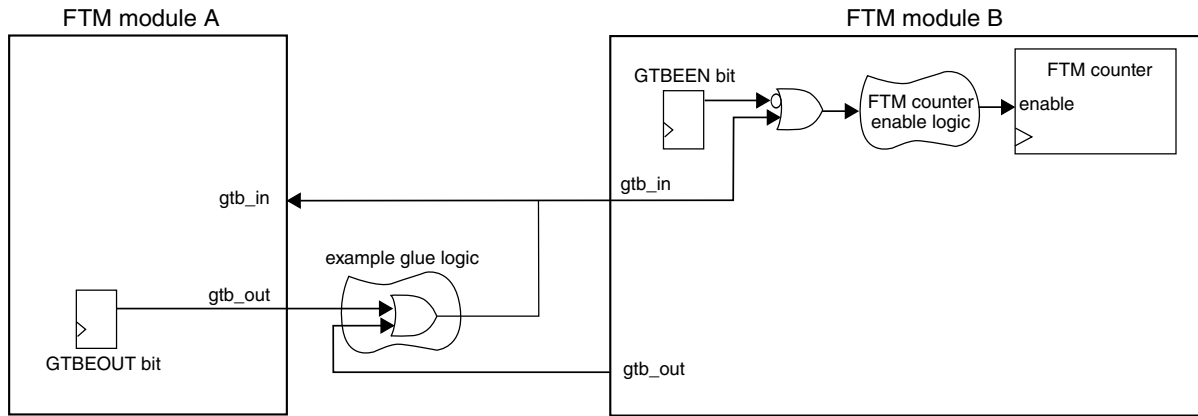 FTM module A
FTM module B
GTBEEN bit
FTM counter
FTM counter
enable logic
enable
gtb_in
gtb_in
example glue logic
gtb_out
GTBEOUT bit
gtb_out